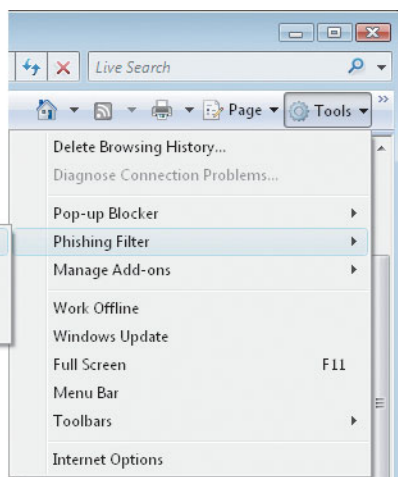 Live Search
Page Tools »
Delete Browsing History...
Diagnose Connection Problems...
Pop-up Blocker
Phishing Filter
Manage Add-ons
Work Offline
Windows Update
Full Screen F11
Menu Bar
Toolbars
Internet Options